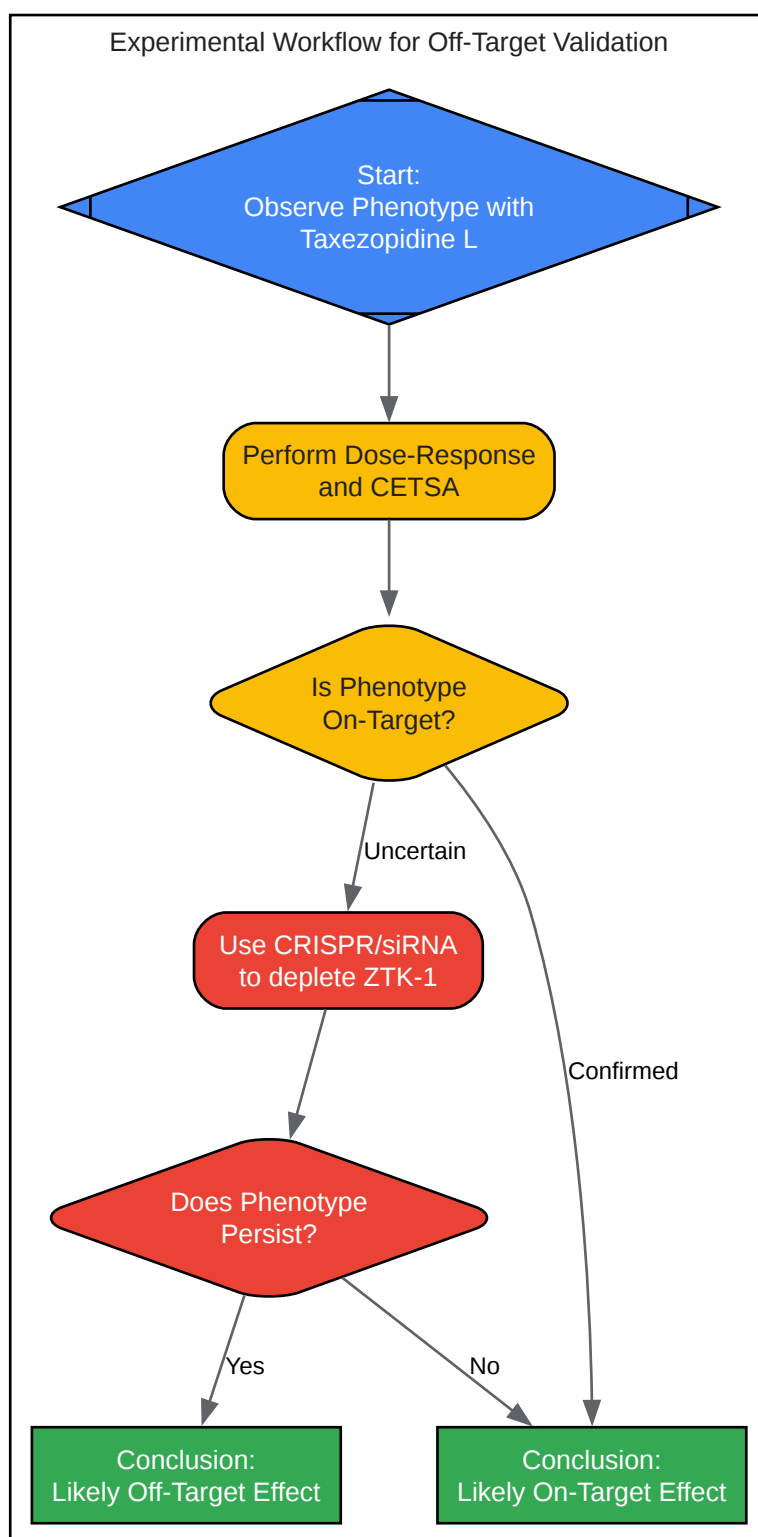 Experimental Workflow for Off-Target Validation
Start:
Observe Phenotype with
Taxezopidine L
Perform Dose-Response
and CETSA
Is Phenotype
On-Target?
Uncertain
Use CRISPR/siRNA
to deplete ZTK-1
Confirmed
Does Phenotype
Persist?
Yes
No
Conclusion:
Likely Off-Target Effect
Conclusion:
Likely On-Target Effect